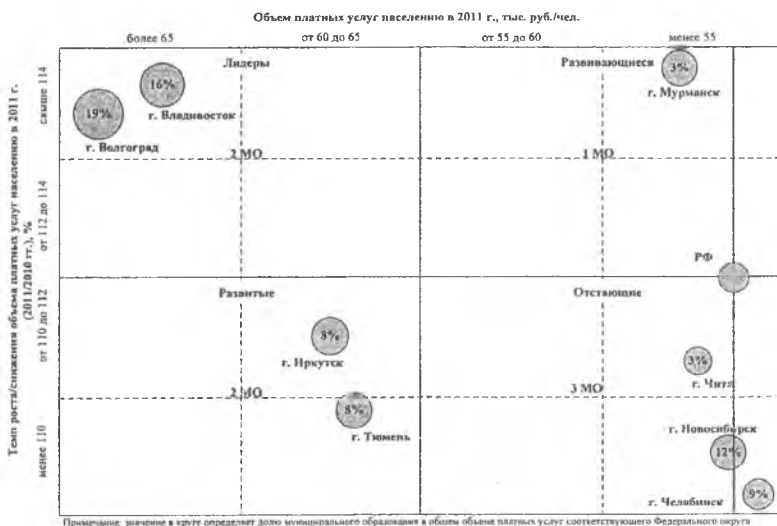 Объем платных услуг населению в 2011 г., тыс. руб./чел.
более 65 от 60 до 65 от 55 до 60 менее 55
Темп роста/снижения объема платных услуг населению в 2011 г.
(2011/2010 гг.), %
свыше 114
от 112 до 114
от 110 до 112
менее 110
Лидеры
Развивающиеся
16%
г. Владивосток
19%
г. Волгоград
3%
г. Мурманск
2 МО
1 МО
РФ
Развитые
Отстающие
8%
г. Иркутск
3%
г. Чита
2 МО
3 МО
8%
г. Тюмень
г. Новосибирск
12%
9%
г. Челябинск
Примечание: значение в круге определяет долю муниципального образования в общем объеме платных услуг соответствующего Федерального округа